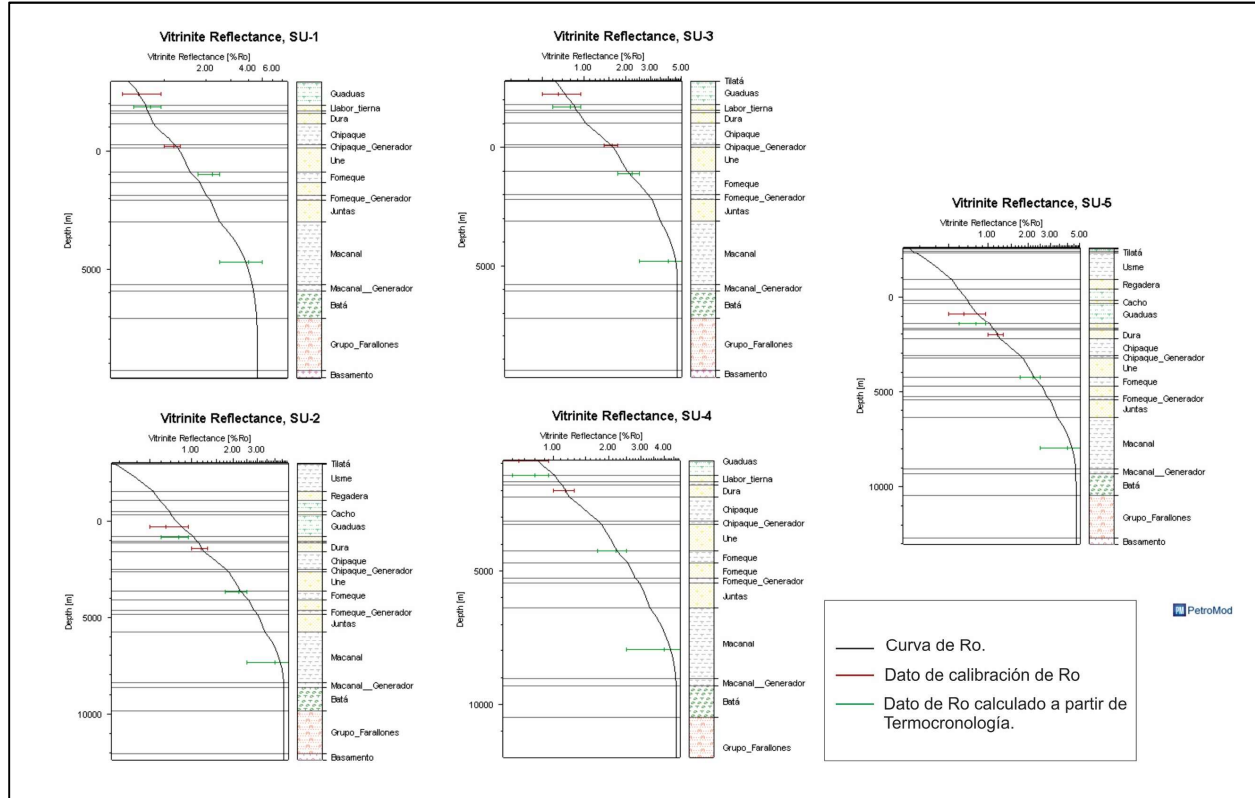 Vitrinite Reflectance, SU-1
Vitrinite Reflectance [%Ro]
2.00 4.00 6.00
Depth [m]
0
5000
Guaduas
Llabor_tierna
Dura
Chipaque
Chipaque_Generador
Une
Fomeque
Fomeque_Generador
Juntas
Macanal
Macanal__Generador
Batá
Grupo_Farallones
Basamento
Vitrinite Reflectance, SU-3
Vitrinite Reflectance [%Ro]
1.00 2.00 3.00 5.00
Depth [m]
0
5000
Tilatá
Guaduas
Labor_tierna
Dura
Chipaque
Chipaque_Generador
Une
Fomeque
Fomeque_Generador
Juntas
Macanal
Macanal_Generador
Batá
Grupo_Farallones
Basamento
Vitrinite Reflectance, SU-5
Vitrinite Reflectance [%Ro]
1.00 2.00 3.00 5.00
Depth [m]
0
5000
10000
Tilatá
Usme
Regadera
Cacho
Guaduas
Dura
Chipaque
Chipaque_Generador
Une
Fomeque
Fomeque_Generador
Juntas
Macanal
Macanal__Generador
Batá
Grupo_Farallones
Basamento
Vitrinite Reflectance, SU-2
Vitrinite Reflectance [%Ro]
1.00 2.00 3.00
Depth [m]
0
5000
10000
Tilatá
Usme
Regadera
Cacho
Guaduas
Dura
Chipaque
Chipaque_Generador
Une
Fomeque
Fomeque_Generador
Juntas
Macanal
Macanal__Generador
Batá
Grupo_Farallones
Basamento
Vitrinite Reflectance, SU-4
Vitrinite Reflectance [%Ro]
1.00 2.00 3.00 4.00
Depth [m]
5000
10000
Guaduas
Llabor_tierna
Dura
Chipaque
Chipaque_Generador
Une
Fomeque
Fomeque
Fomeque_Generador
Juntas
Macanal
Macanal__Generador
Batá
Grupo_Farallones
Curva de Ro.
Dato de calibración de Ro
Dato de Ro calculado a partir de
Termocronología.
PetroMod